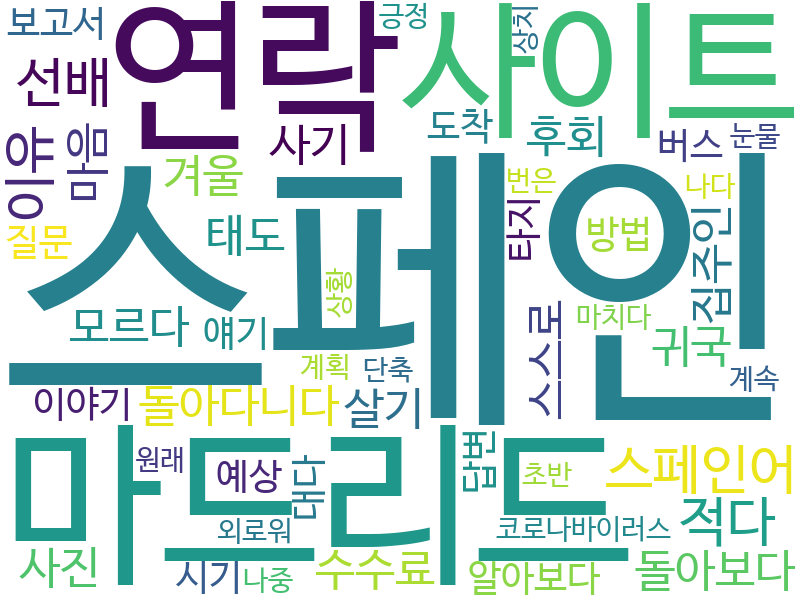 보고서
연락
긍정
상처
사이트
선배
사기
도착
후회
버스
눈물
이유
마음
겨울
번은
나다
스페인
질문
태도
타지
방법
집주인
모르다
얘기
상황
마치다
귀국
스스로
계획
단축
계속
이야기
돌아다니다
살기
마드리드
원래
예상
대다
답변
초반
스페인어
외로워
코로나바이러스
적다
사진
시기
나중
수수료
알아보다
돌아보다